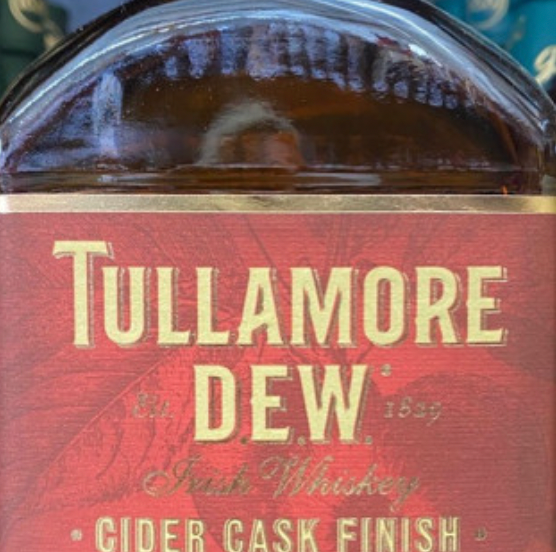 TULLAMORE
Est. D.E.W. 1829
Irish Whiskey
• CIDER CASK FINISH •